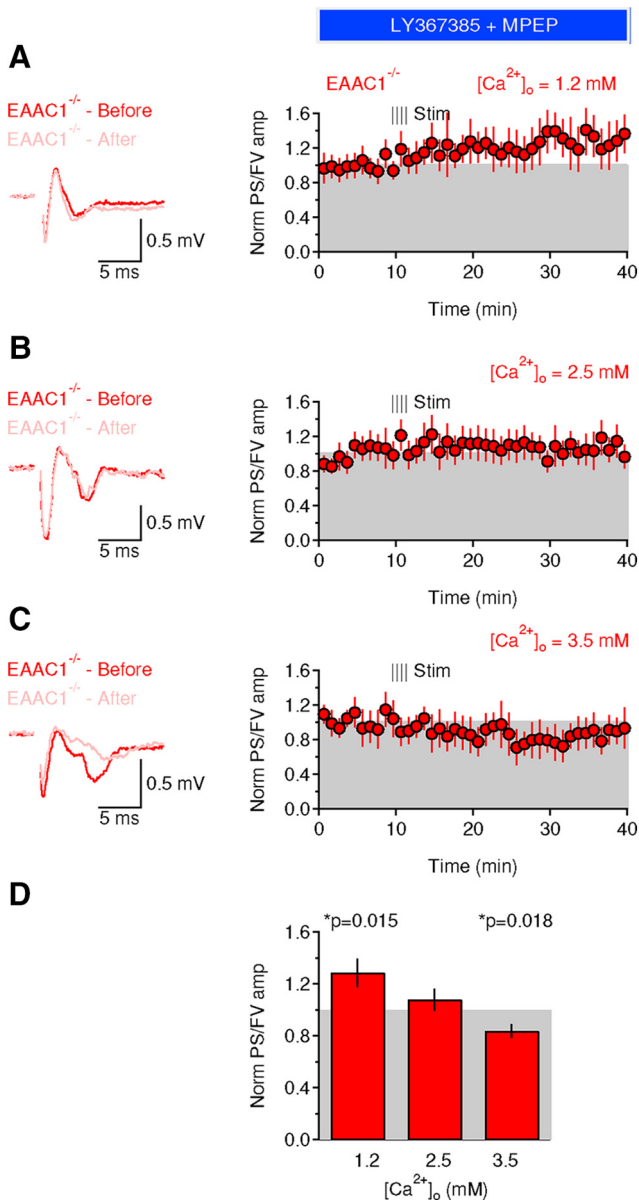 LY367385 + MPEP
A
EAAC1-/- - Before
EAAC1-/- - After
0.5 mV
5 ms
EAAC1-/-
[Ca2+]o = 1.2 mM
Stim
Norm PS/FV amp
1.6
1.2
0.8
0.4
0.0
0 10 20 30 40
Time (min)
B
EAAC1-/- - Before
EAAC1-/- - After
0.5 mV
5 ms
[Ca2+]o = 2.5 mM
Stim
Norm PS/FV amp
1.6
1.2
0.8
0.4
0.0
0 10 20 30 40
Time (min)
C
EAAC1-/- - Before
EAAC1-/- - After
0.5 mV
5 ms
[Ca2+]o = 3.5 mM
Stim
Norm PS/FV amp
1.6
1.2
0.8
0.4
0.0
0 10 20 30 40
Time (min)
D
*p=0.015 *p=0.018
Norm PS/FV amp
1.6
1.2
0.8
0.4
0.0
1.2 2.5 3.5
[Ca2+]o (mM)